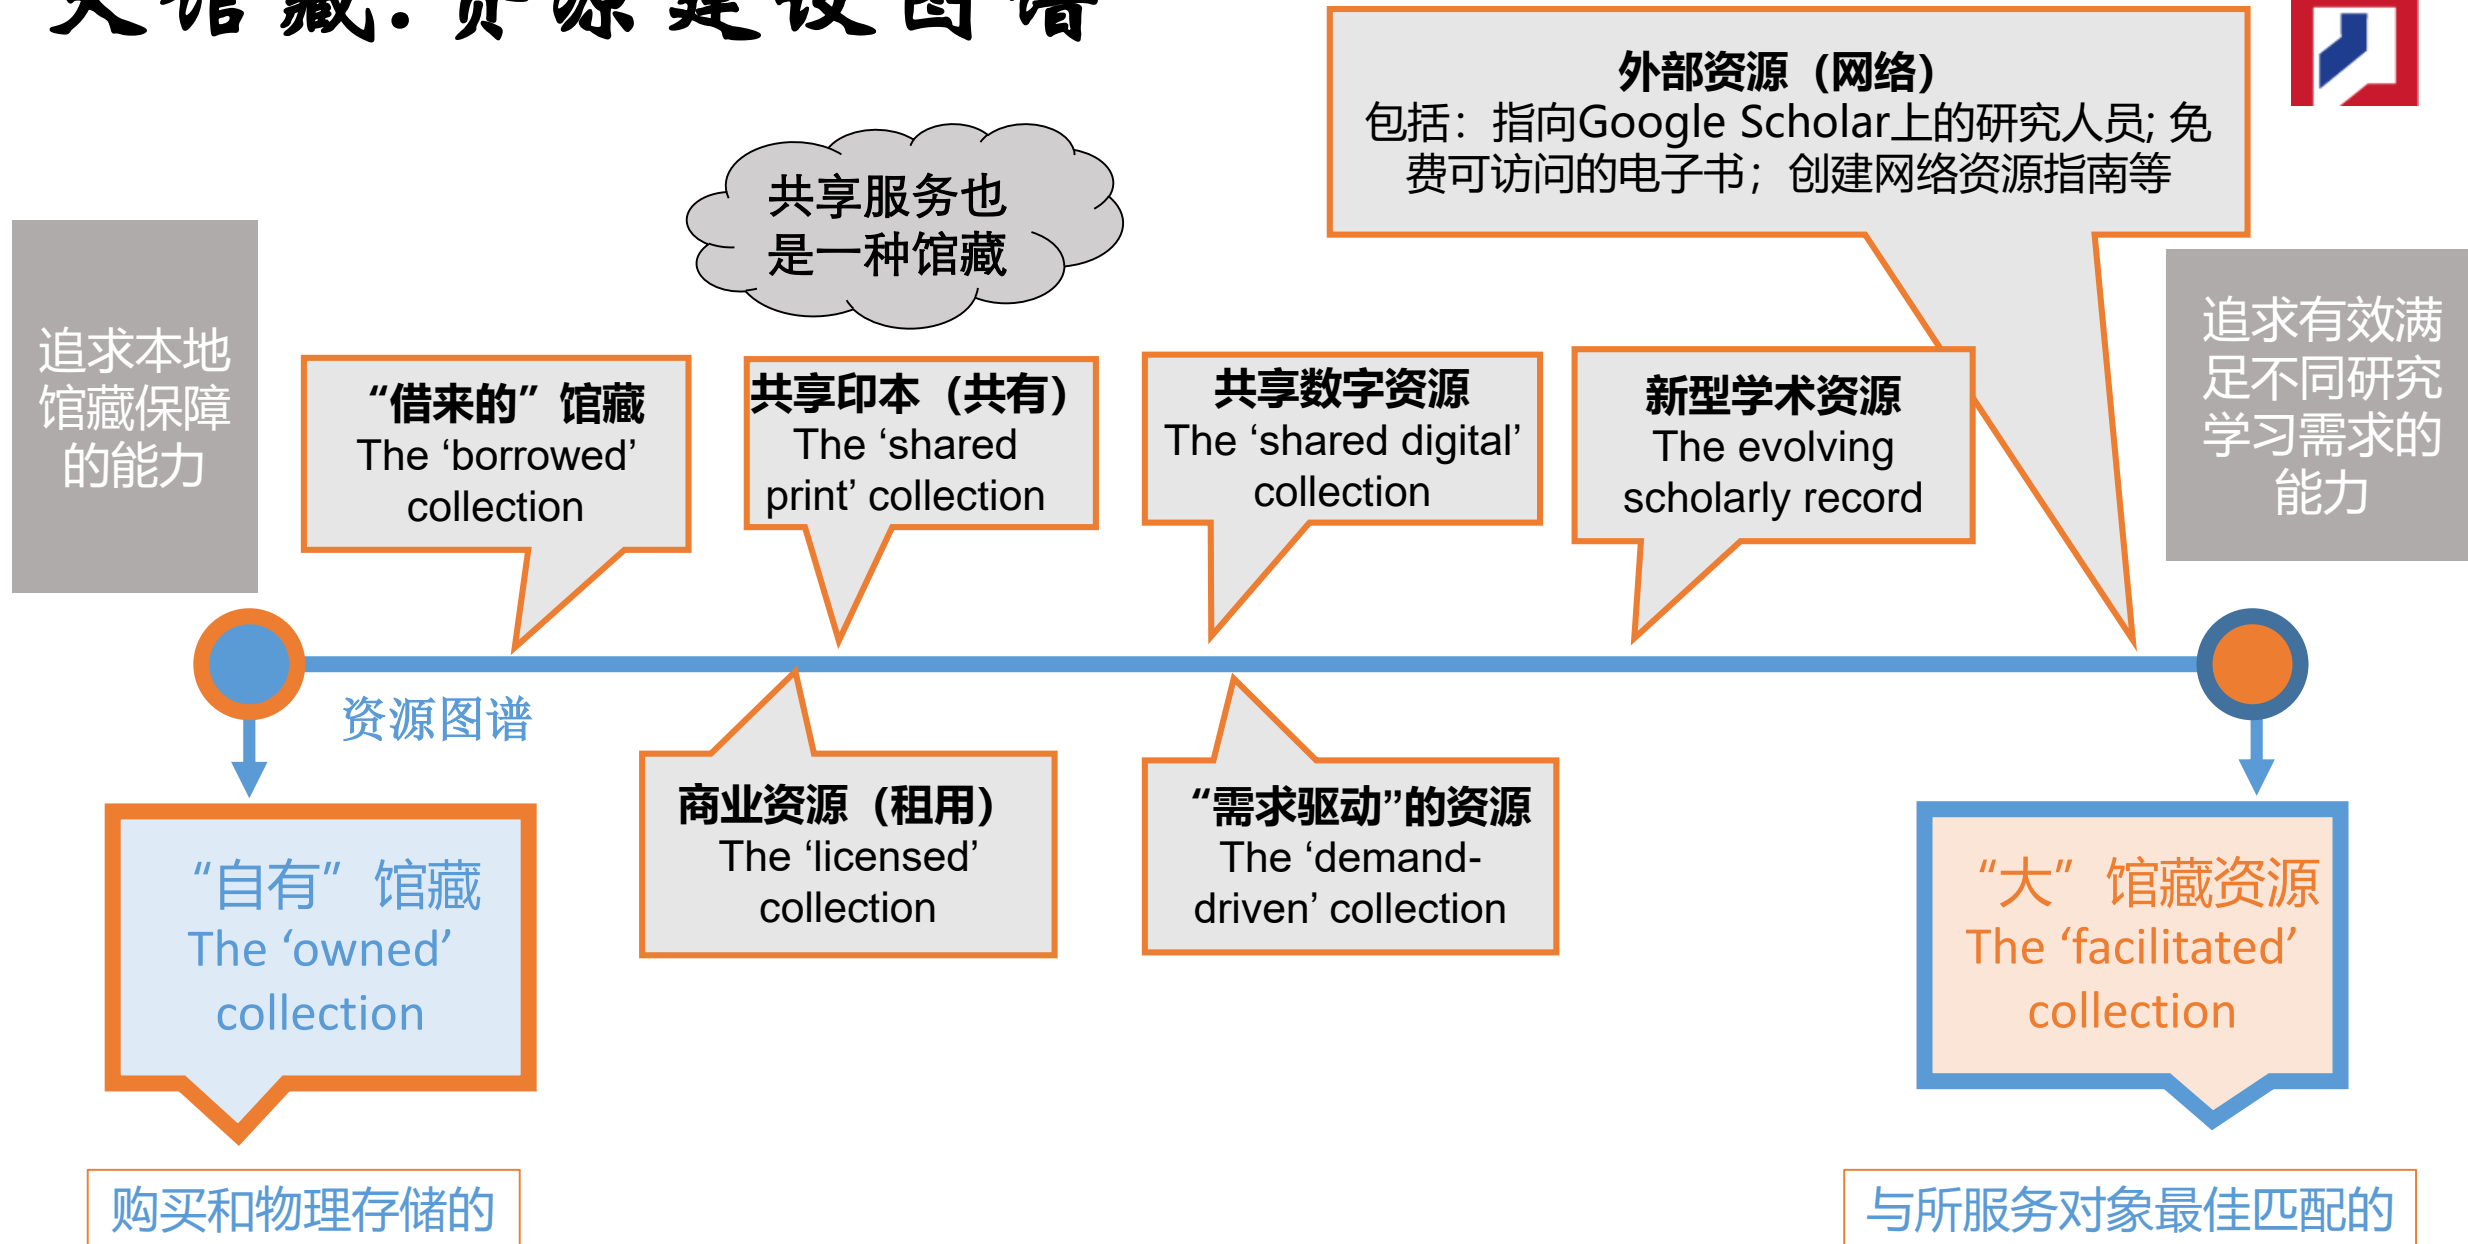 大馆藏：资源建设图谱
外部资源（网络）
包括：指向Google Scholar上的研究人员; 免
费可访问的电子书；创建网络资源指南等
共享服务也
是一种馆藏
追求本地
馆藏保障
的能力
追求有效满
足不同研究
学习需求的
能力
“借来的”馆藏
The ‘borrowed’
collection
共享印本（共有）
The ‘shared
print’ collection
共享数字资源
The ‘shared digital’
collection
新型学术资源
The evolving
scholarly record
资源图谱
商业资源（租用）
The ‘licensed’
collection
“需求驱动”的资源
The ‘demand-
driven’ collection
“自有”馆藏
The ‘owned’
collection
“大”馆藏资源
The ‘facilitated’
collection
购买和物理存储的
与所服务对象最佳匹配的